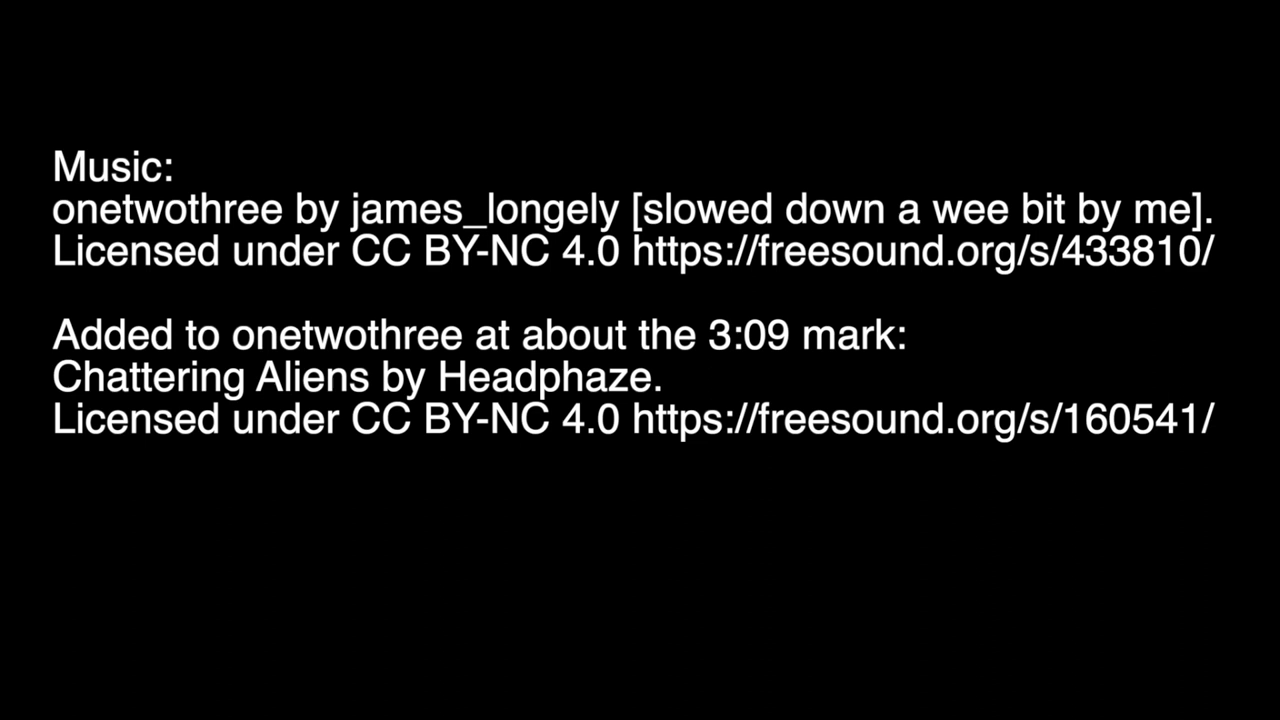 Music:
onetwothree by james_longely [slowed down a wee bit by me].
Licensed under CC BY-NC 4.0 https://freesound.org/s/433810/
Added to onetwothree at about the 3:09 mark:
Chattering Aliens by Headphaze.
Licensed under CC BY-NC 4.0 https://freesound.org/s/160541/